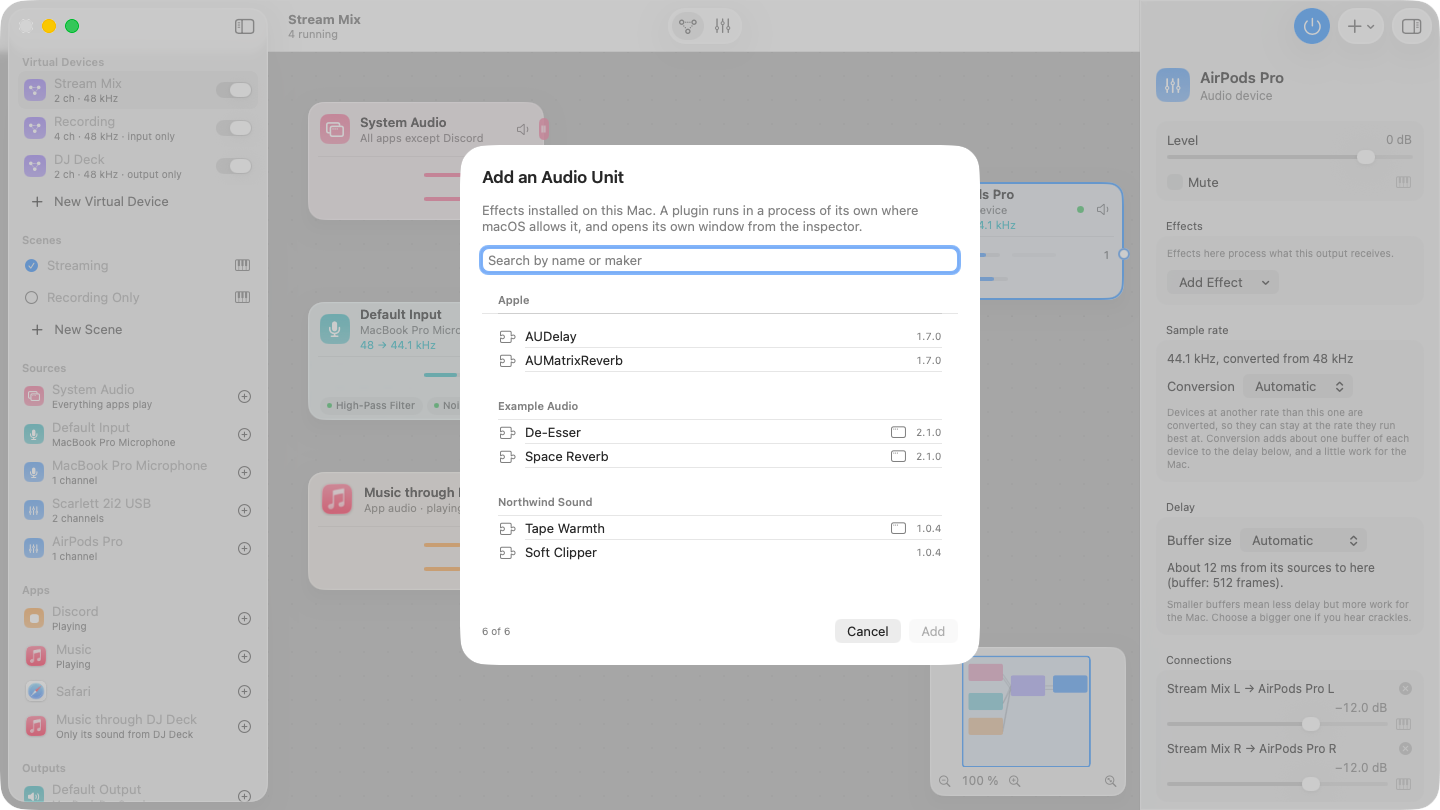 Stream Mix
4 running
Virtual Devices
Stream Mix
2 ch · 48 kHz
Recording
4 ch · 48 kHz · input only
DJ Deck
2 ch · 48 kHz · output only
New Virtual Device
Scenes
Streaming
Recording Only
New Scene
Sources
System Audio
Everything apps play
Default Input
MacBook Pro Microphone
MacBook Pro Microphone
1 channel
Scarlett 2i2 USB
2 channels
AirPods Pro
1 channel
Apps
Discord
Playing
Music
Playing
Safari
Music through DJ Deck
Only its sound from DJ Deck
Outputs
Default Output
System Audio
All apps except Discord
Default Input
MacBook Pro Micro
48 → 44.1 kHz
High-Pass Filter
Noi
Music through
App audio · playing
Add an Audio Unit
Effects installed on this Mac. A plugin runs in a process of its own where
macOS allows it, and opens its own window from the inspector.
Search by name or maker
Apple
AUDelay 1.7.0
AUMatrixReverb 1.7.0
Example Audio
De-Esser 2.1.0
Space Reverb 2.1.0
Northwind Sound
Tape Warmth 1.0.4
Soft Clipper 1.0.4
6 of 6
Cancel
Add
ds Pro
evice
4.1 kHz
1
100 %
AirPods Pro
Audio device
Level 0 dB
Mute
Effects
Effects here process what this output receives.
Add Effect
Sample rate
44.1 kHz, converted from 48 kHz
Conversion Automatic
Devices at another rate than this one are
converted, so they can stay at the rate they run
best at. Conversion adds about one buffer of each
device to the delay below, and a little work for the
Mac.
Delay
Buffer size Automatic
About 12 ms from its sources to here
(buffer: 512 frames).
Smaller buffers mean less delay but more work for
the Mac. Choose a bigger one if you hear crackles.
Connections
Stream Mix L → AirPods Pro L
−12.0 dB
Stream Mix R → AirPods Pro R
−12.0 dB